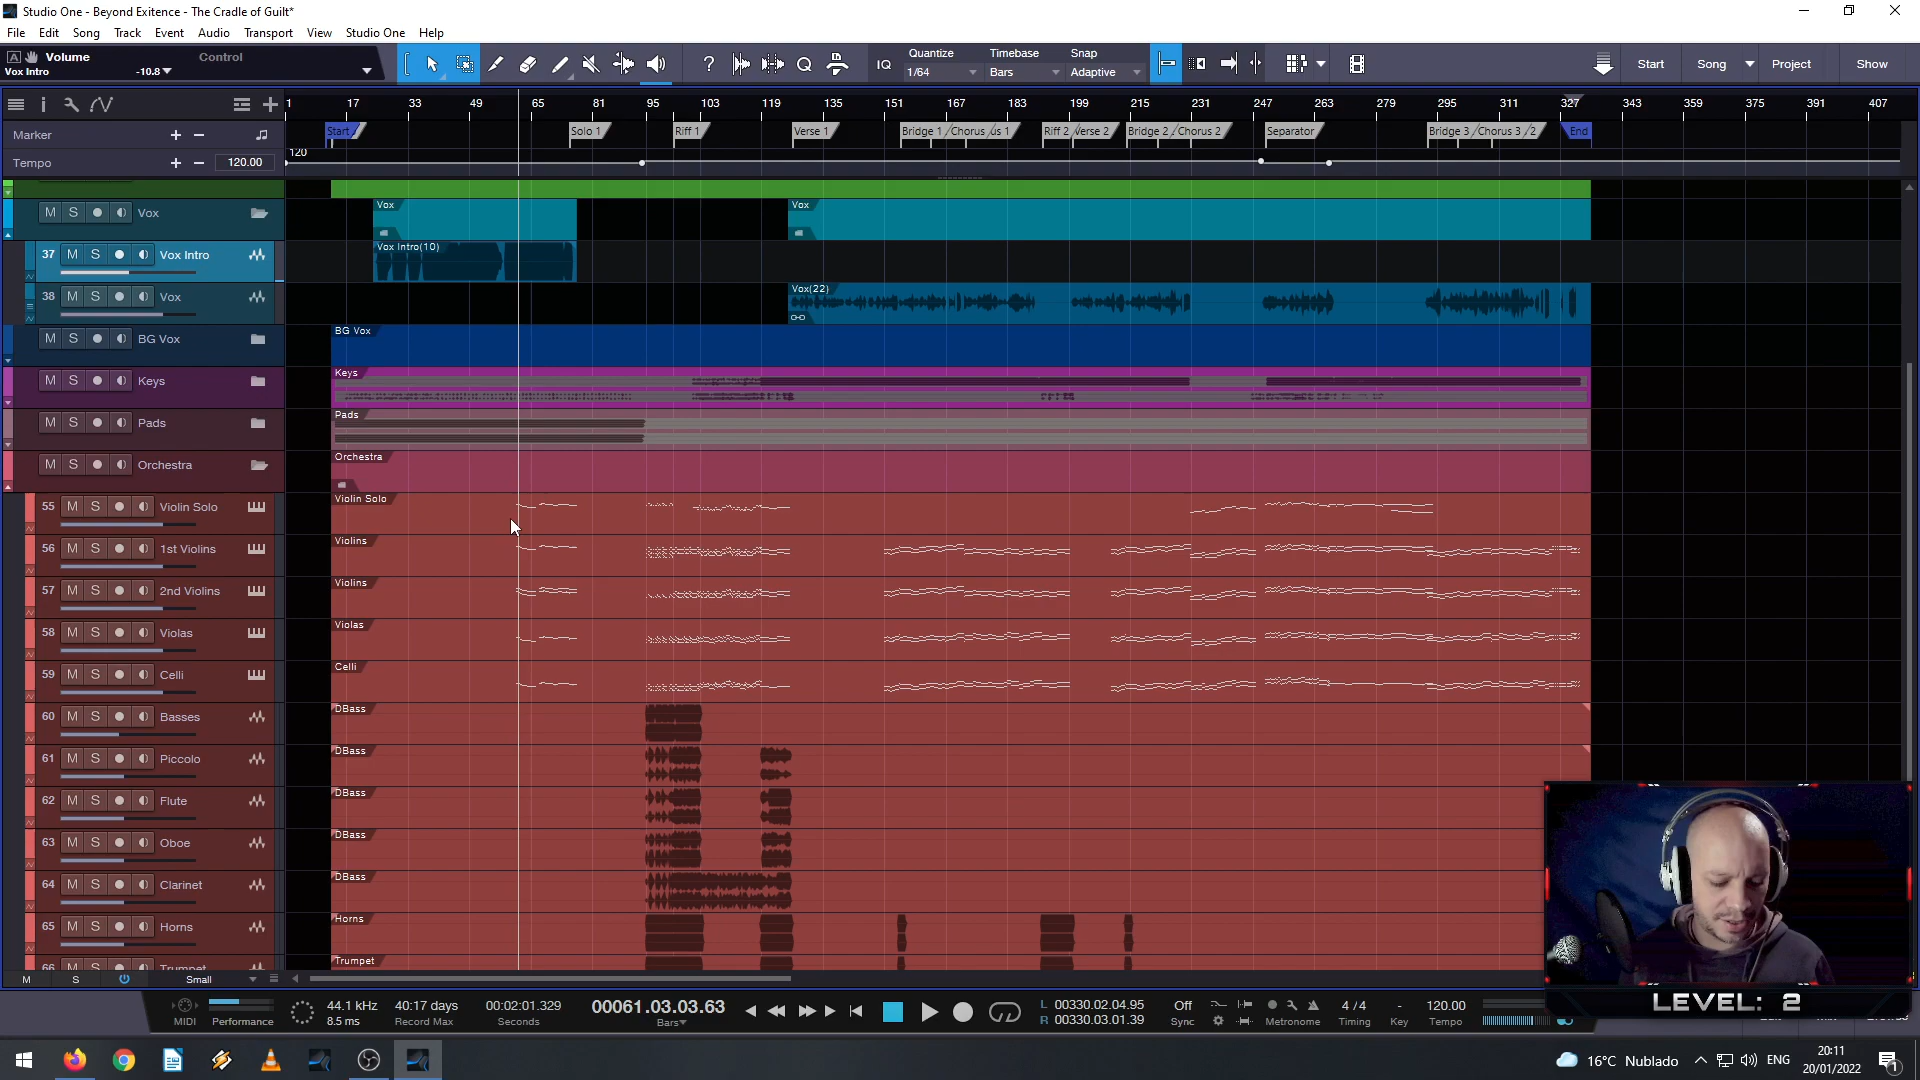 Studio One - Beyond Exitence - The Cradle of Guilt*
File Edit Song Track Event Audio Transport View Studio One Help
Volume Control
Vox Intro -10.8
IQ Quantize Timebase Snap
1/64 Bars Adaptive
Start Song Project Show
1 17 33 49 65 81 95 103 119 135 151 167 183 199 215 231 247 263 279 295 311 327 343 359 375 391 407
Marker
Start Solo 1 Riff 1 Verse 1 Bridge 1 Chorus us 1 Riff 2 Verse 2 Bridge 2 Chorus 2 Separator Bridge 3 Chorus 3 2 End
Tempo 120.00
120
M S Vox
Vox Vox
37 M S Vox Intro
Vox Intro(10)
38 M S Vox
Vox(22)
M S BG Vox
BG Vox
M S Keys
Keys
M S Pads
Pads
M S Orchestra
Orchestra
55 M S Violin Solo
Violin Solo
56 M S 1st Violins
Violins
57 M S 2nd Violins
Violins
58 M S Violas
Violas
59 M S Celli
Celli
60 M S Basses
DBass
61 M S Piccolo
DBass
62 M S Flute
DBass
63 M S Oboe
DBass
64 M S Clarinet
DBass
65 M S Horns
Horns
66 M S Trumpet
Trumpet
M S Small
MIDI Performance
44.1 kHz
8.5 ms
40:17 days
Record Max
00:02:01.329
Seconds
00061.03.03.63
Bars
L 00330.02.04.95
R 00330.03.01.39
Off
Sync
Metronome
4 / 4
Timing
-
Key
120.00
Tempo
LEVEL: 2
16°C Nublado
ENG
20:11
20/01/2022
1